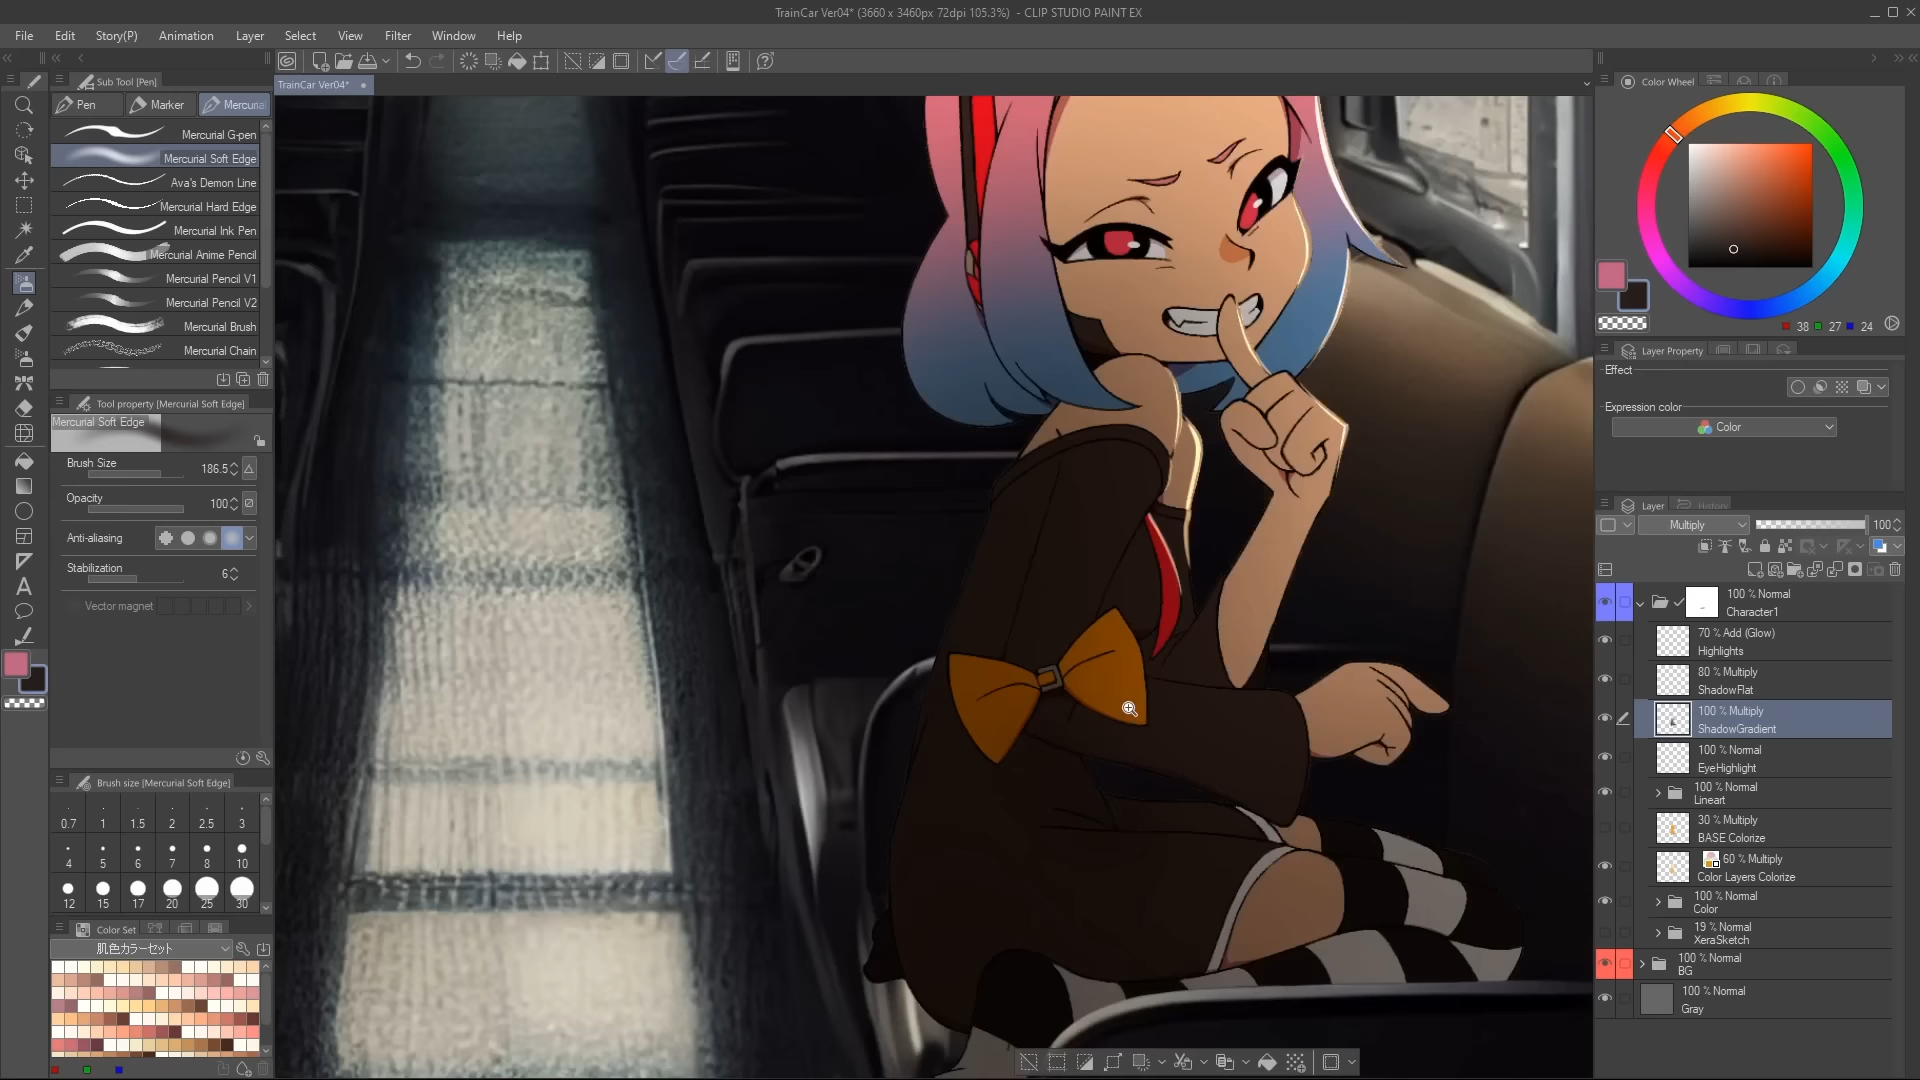 TrainCar Ver04* (3660 x 3460px 72dpi 105.3%) - CLIP STUDIO PAINT EX
File Edit Story(P) Animation Layer Select View Filter Window Help
Sub Tool [Pen]
TrainCar Ver04*
Pen Marker Mercurial
Mercurial G-pen
Mercurial Soft Edge
Ava's Demon Line
Mercurial Hard Edge
Mercurial Ink Pen
Mercurial Anime Pencil
Mercurial Pencil V1
Mercurial Pencil V2
Mercurial Brush
Mercurial Chain
Tool property [Mercurial Soft Edge]
Mercurial Soft Edge
Brush Size 186.5
Opacity 100
Anti-aliasing
Stabilization 6
Vector magnet
Brush size [Mercurial Soft Edge]
0.7 1 1.5 2 2.5 3
4 5 6 7 8 10
12 15 17 20 25 30
Color Set
肌色カラーセット
Color Wheel
38 27 24
Layer Property
Effect
Expression color
Color
Layer History
Multiply 100
100 % Normal
Character1
70 % Add (Glow)
Highlights
80 % Multiply
ShadowFlat
100 % Multiply
ShadowGradient
100 % Normal
EyeHighlight
100 % Normal
Lineart
30 % Multiply
BASE Colorize
60 % Multiply
Color Layers Colorize
100 % Normal
Color
19 % Normal
XeraSketch
100 % Normal
BG
100 % Normal
Gray